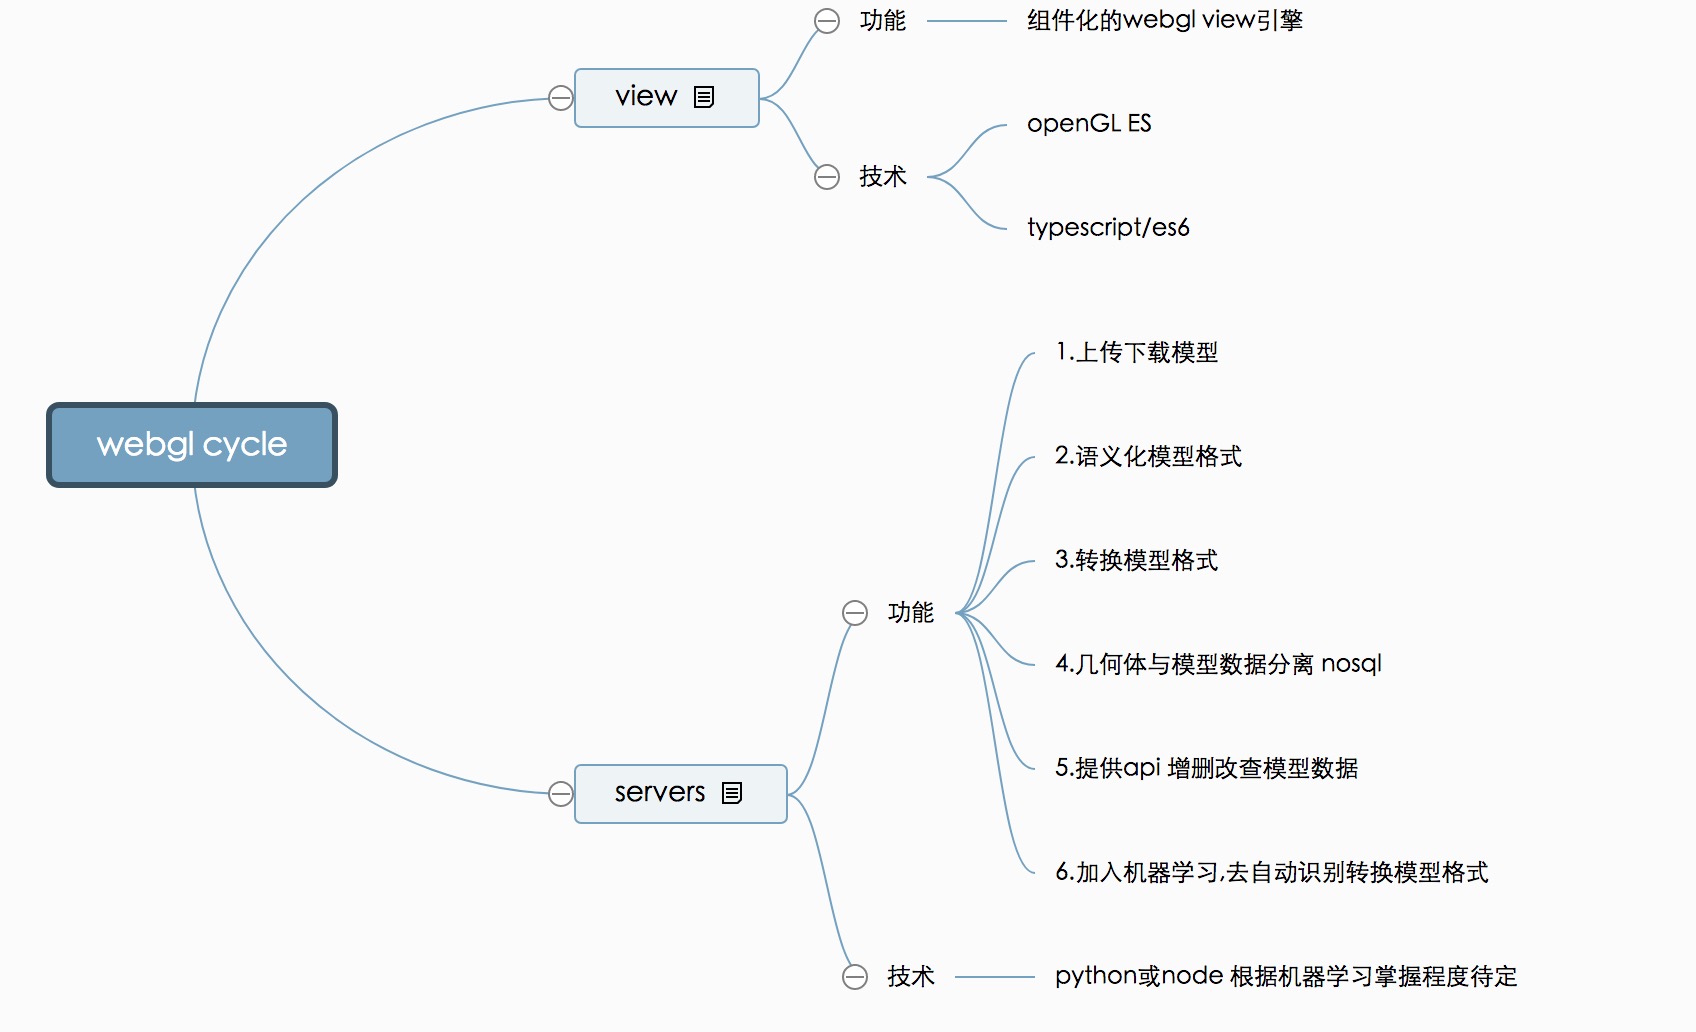 webgl cycle
view
功能
组件化的webgl view引擎
技术
openGL ES
typescript/es6
servers
功能
1.上传下载模型
2.语义化模型格式
3.转换模型格式
4.几何体与模型数据分离 nosql
5.提供api 增删改查模型数据
6.加入机器学习,去自动识别转换模型格式
技术
python或node 根据机器学习掌握程度待定